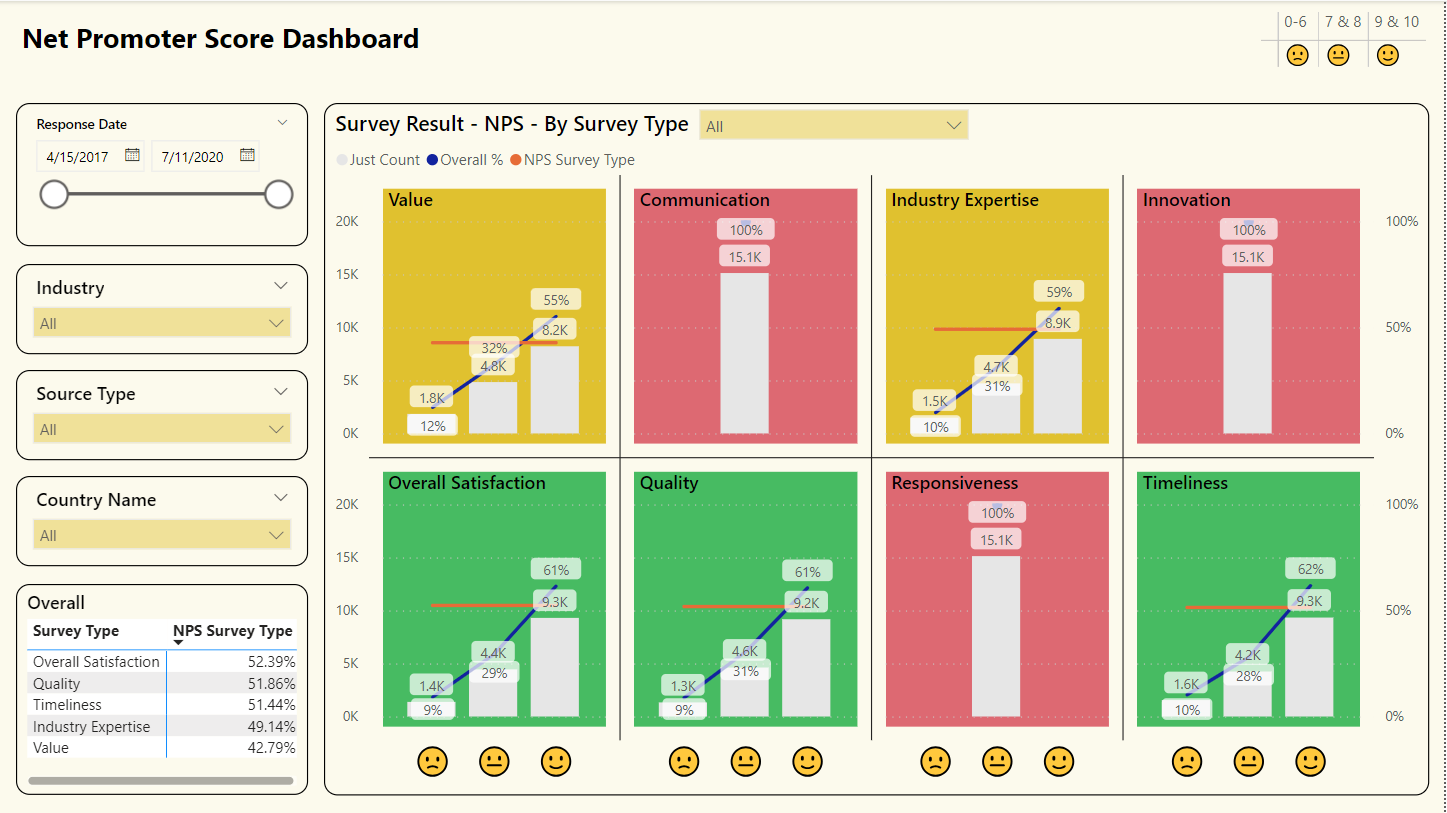 Net Promoter Score Dashboard
0-6 7 & 8 9 & 10
Response Date
4/15/2017 7/11/2020
Industry
All
Source Type
All
Country Name
All
Overall
Survey Type NPS Survey Type
Overall Satisfaction 52.39%
Quality 51.86%
Timeliness 51.44%
Industry Expertise 49.14%
Value 42.79%
Survey Result - NPS - By Survey Type All
Just Count Overall % NPS Survey Type
Value Communication Industry Expertise Innovation
20K 100%
15K
10K 50%
5K
0K 0%
55%
8.2K
32%
4.8K
1.8K
12%
100%
15.1K
59%
8.9K
4.7K
31%
1.5K
10%
100%
15.1K
Overall Satisfaction Quality Responsiveness Timeliness
20K 100%
15K
10K 50%
5K
0K 0%
61%
9.3K
4.4K
29%
1.4K
9%
61%
9.2K
4.6K
31%
1.3K
9%
100%
15.1K
62%
9.3K
4.2K
28%
1.6K
10%